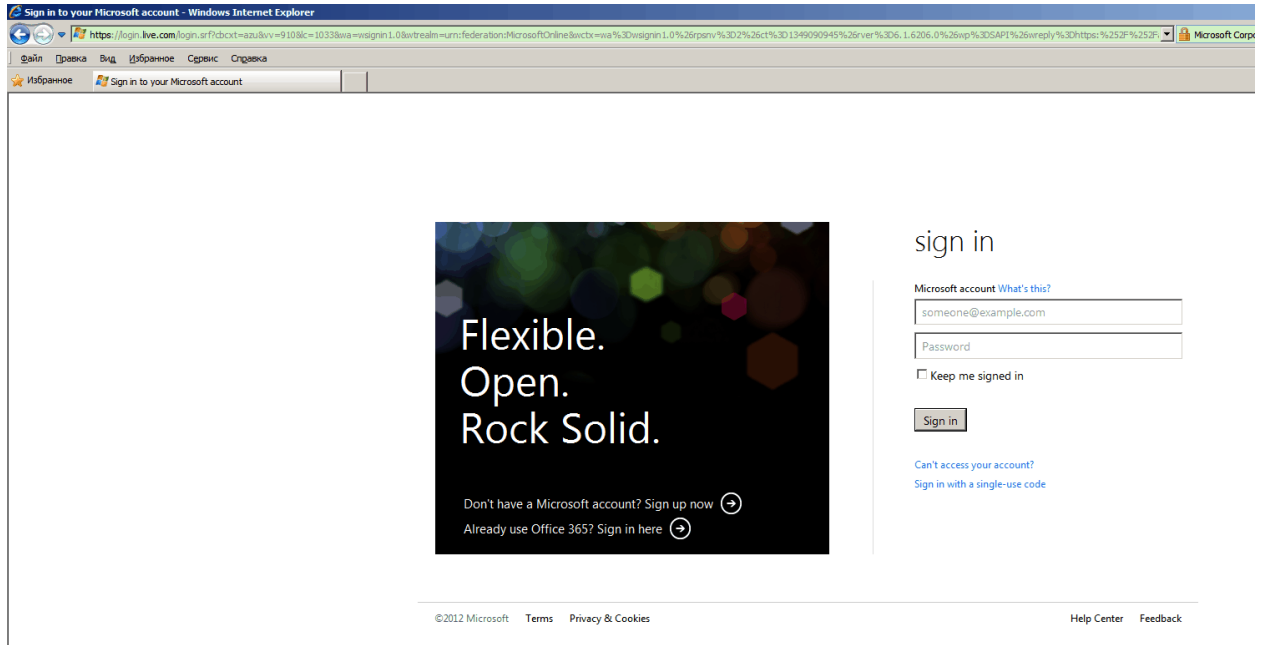 Sign in to your Microsoft account - Windows Internet Explorer
https://login.live.com/login.srf?cbcxt=azu&vv=910&lc=1033&wa=wsignin1.0&wtrealm=urn:federation:MicrosoftOnline&wctx=wa%3Dwsignin1.0%26rpsnv%3D2%26ct%3D1349090945%26rver%3D6.1.6206.0%26wp%3DSAPI%26wreply%3Dhttps:%252F%252F Microsoft Corpo
Файл Правка Вид Избранное Сервис Справка
Избранное Sign in to your Microsoft account
sign in
Microsoft account What's this?
someone@example.com
Password
Keep me signed in
Sign in
Can't access your account?
Sign in with a single-use code
Flexible.
Open.
Rock Solid.
Don't have a Microsoft account? Sign up now
Already use Office 365? Sign in here
©2012 Microsoft Terms Privacy & Cookies Help Center Feedback